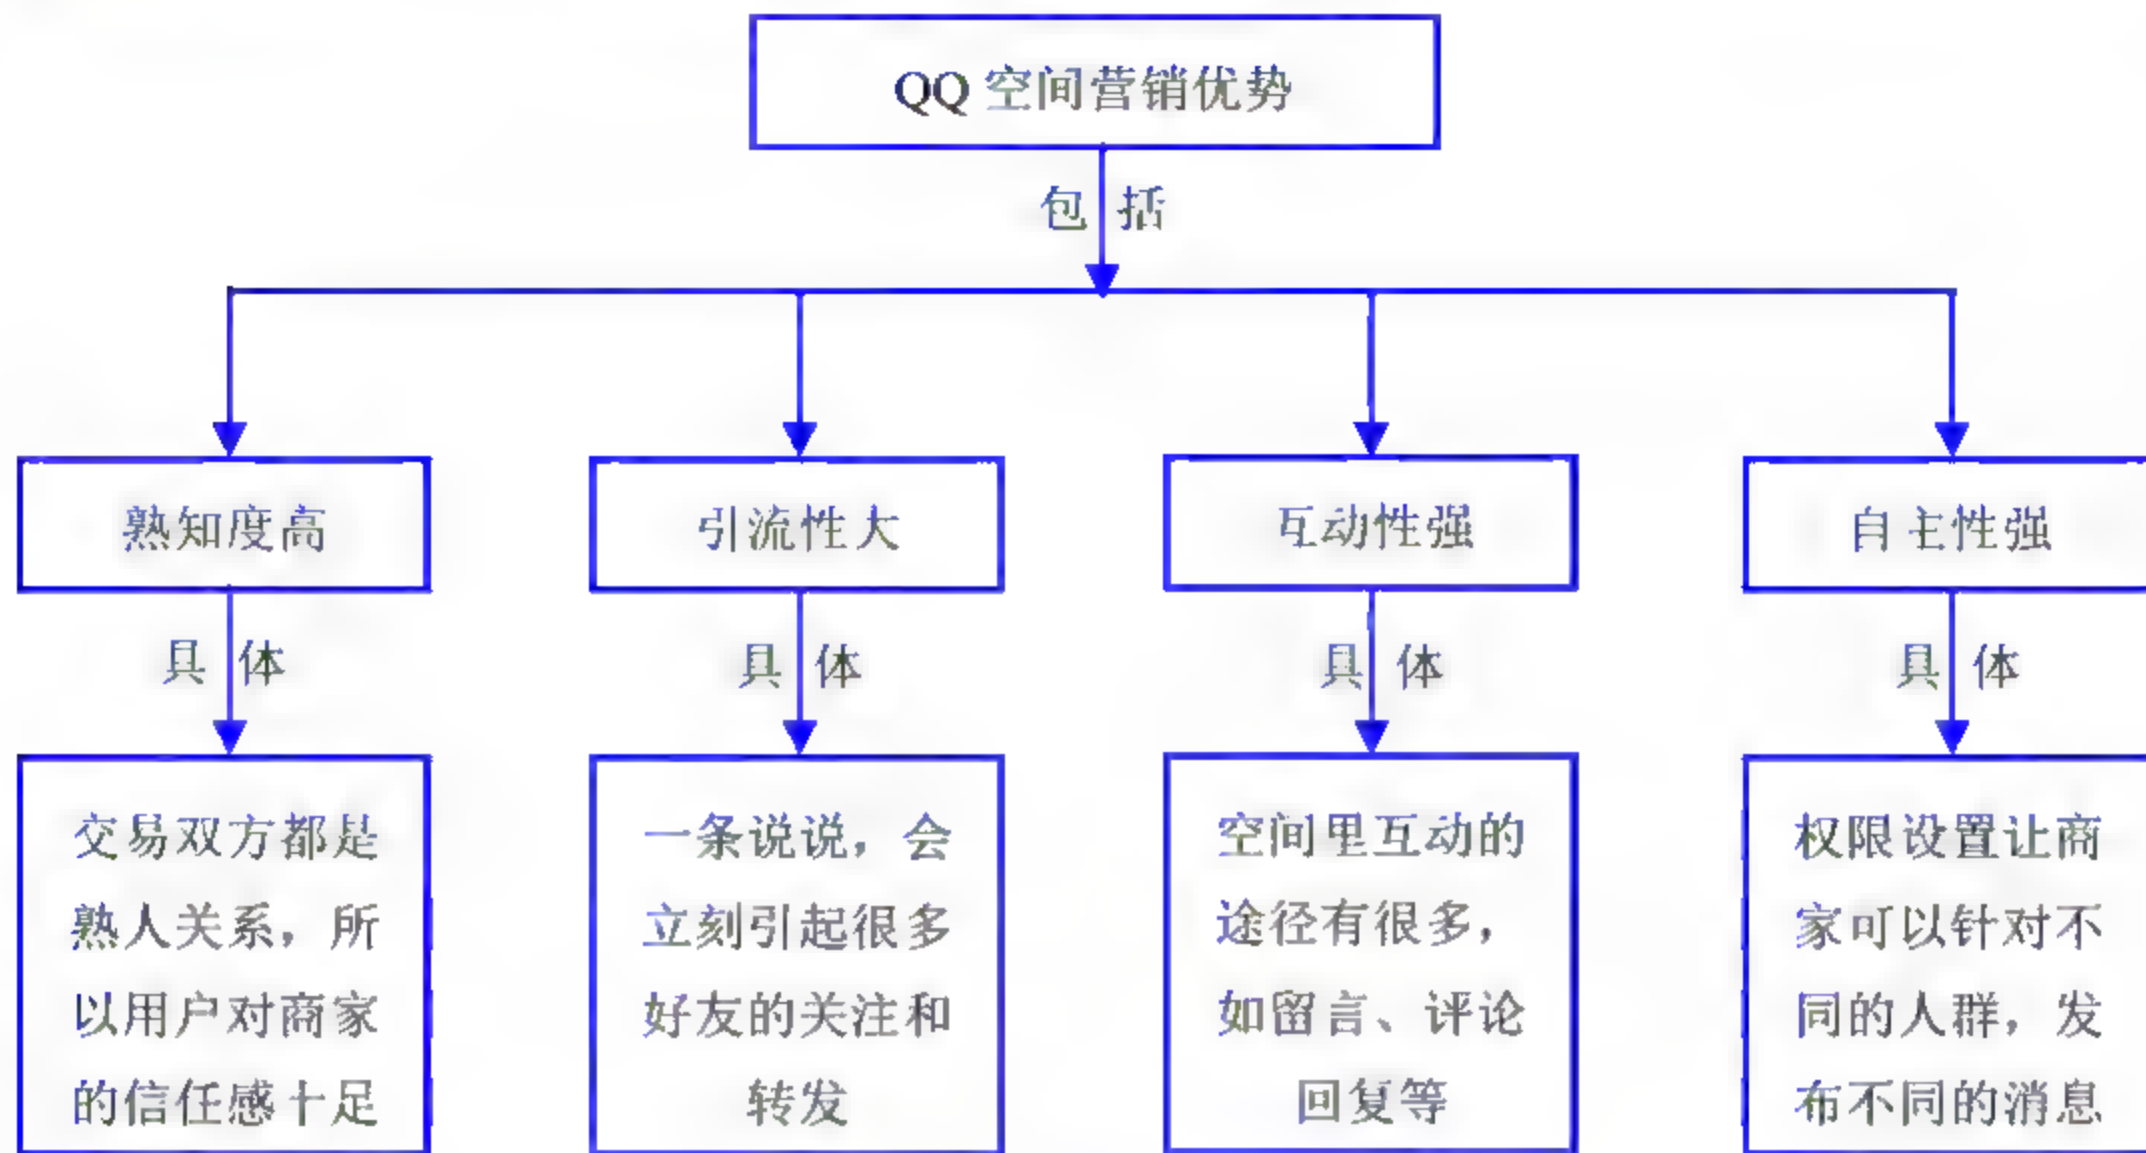 QQ 空间营销优势
包 括
熟知度高
引流性大
互动性强
自主性强
具 体
具 体
具 体
具 体
交易双方都是
熟人关系，所
以用户对商家
的信任感十足
一条说说，会
立刻引起很多
好友的关注和
转发
空间里互动的
途径有很多，
如留言、评论
回复等
权限设置让商
家可以针对不
同的人群，发
布不同的消息